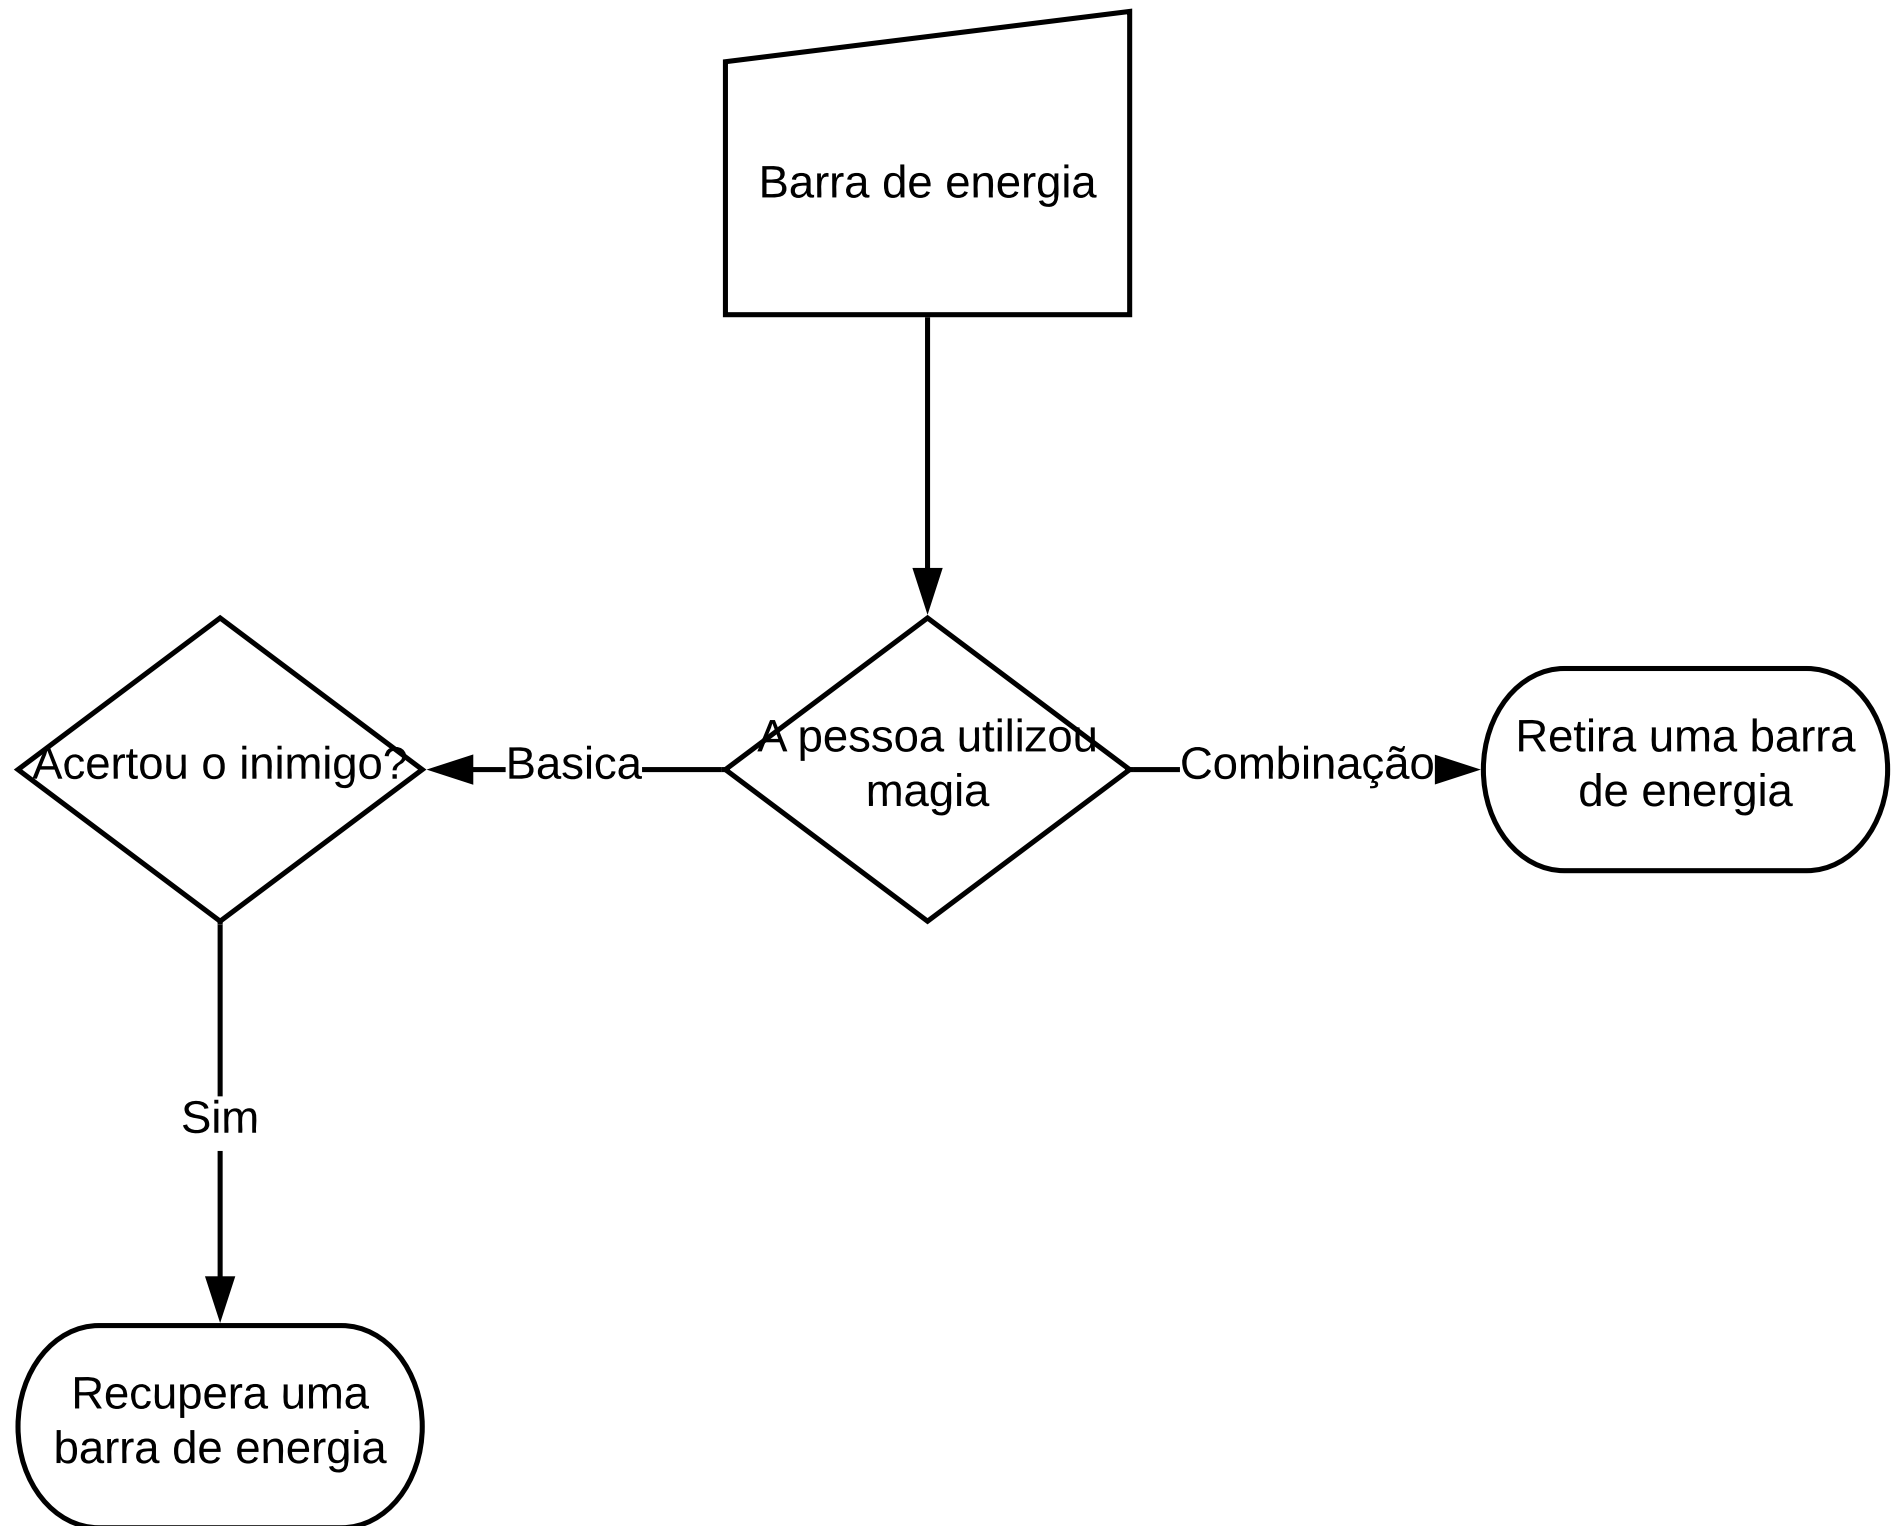 Barra de energia
Acertou o inimigo?
Basica
A pessoa utilizou
magia
Combinação
Retira uma barra
de energia
Sim
Recupera uma
barra de energia